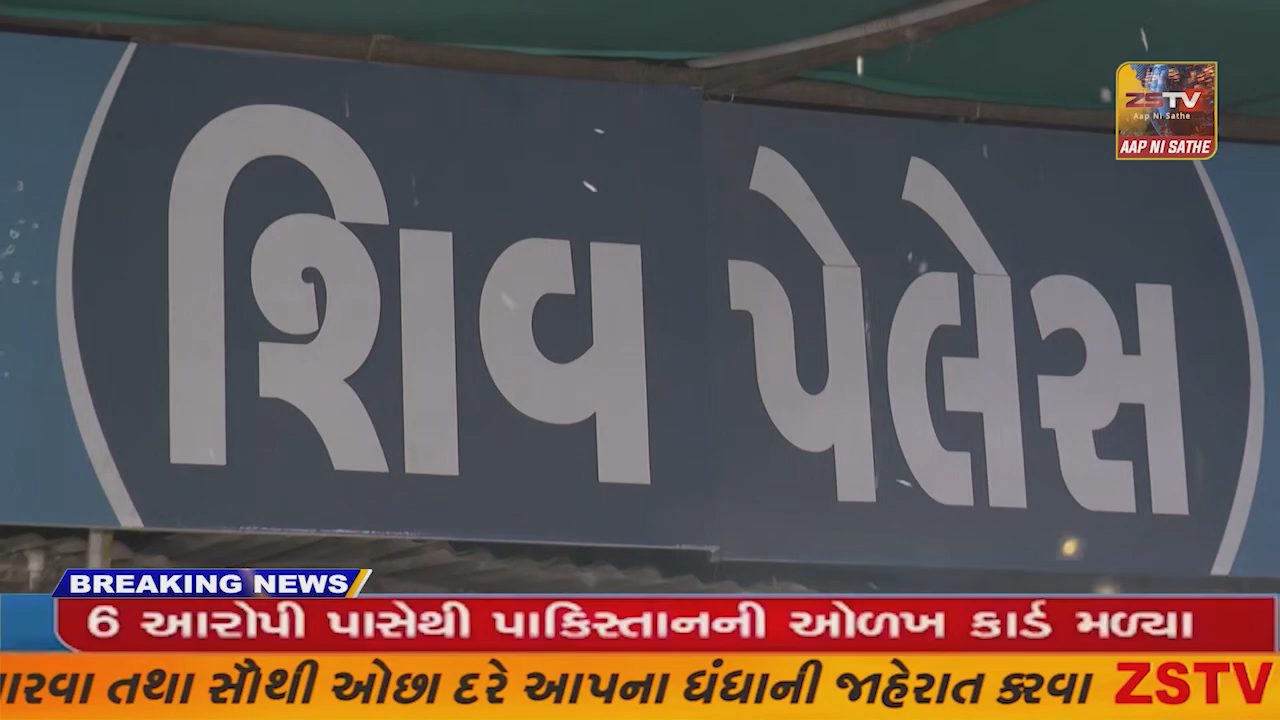 શિવ પેલેસ
ZSTV
Aap Ni Sathe
AAP NI SATHE
BREAKING NEWS
6 આરોપી પાસેથી પાકિસ્તાનની ઓળખ કાર્ડ મળ્યા
તથા સૌથી ઓછા દરે આપના ધંધાની જાહેરાત કરવા ZSTV